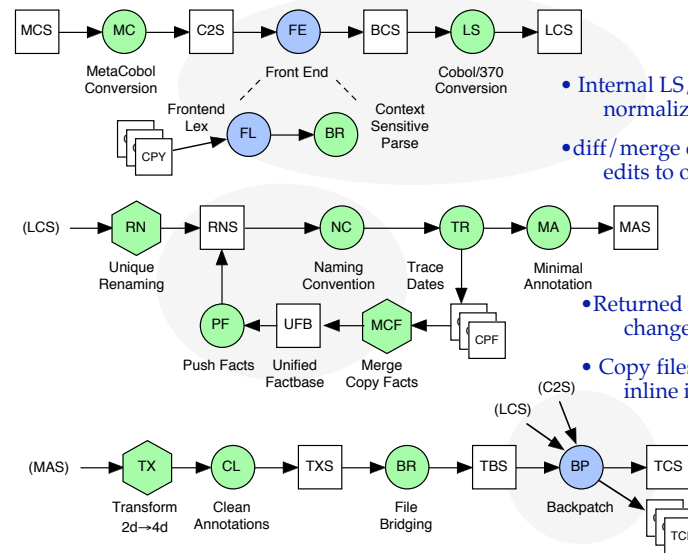 MCS
MC
C2S
FE
BCS
LS
LCS
MetaCobol
Conversion
Front End
Cobol/370
Conversion
Frontend
Lex
Context
Sensitive
Parse
CPY
FL
BR
• Internal LS,
normaliz
•diff/merge
edits to o
(LCS)
RN
RNS
NC
TR
MA
MAS
Unique
Renaming
Naming
Convention
Trace
Dates
Minimal
Annotation
PF
UFB
MCF
CPF
Push Facts
Unified
Factbase
Merge
Copy Facts
•Returned
change
• Copy files
inline i
(C2S)
(LCS)
(MAS)
TX
CL
TXS
BR
TBS
BP
TCS
Transform
2d→4d
Clean
Annotations
File
Bridging
Backpatch